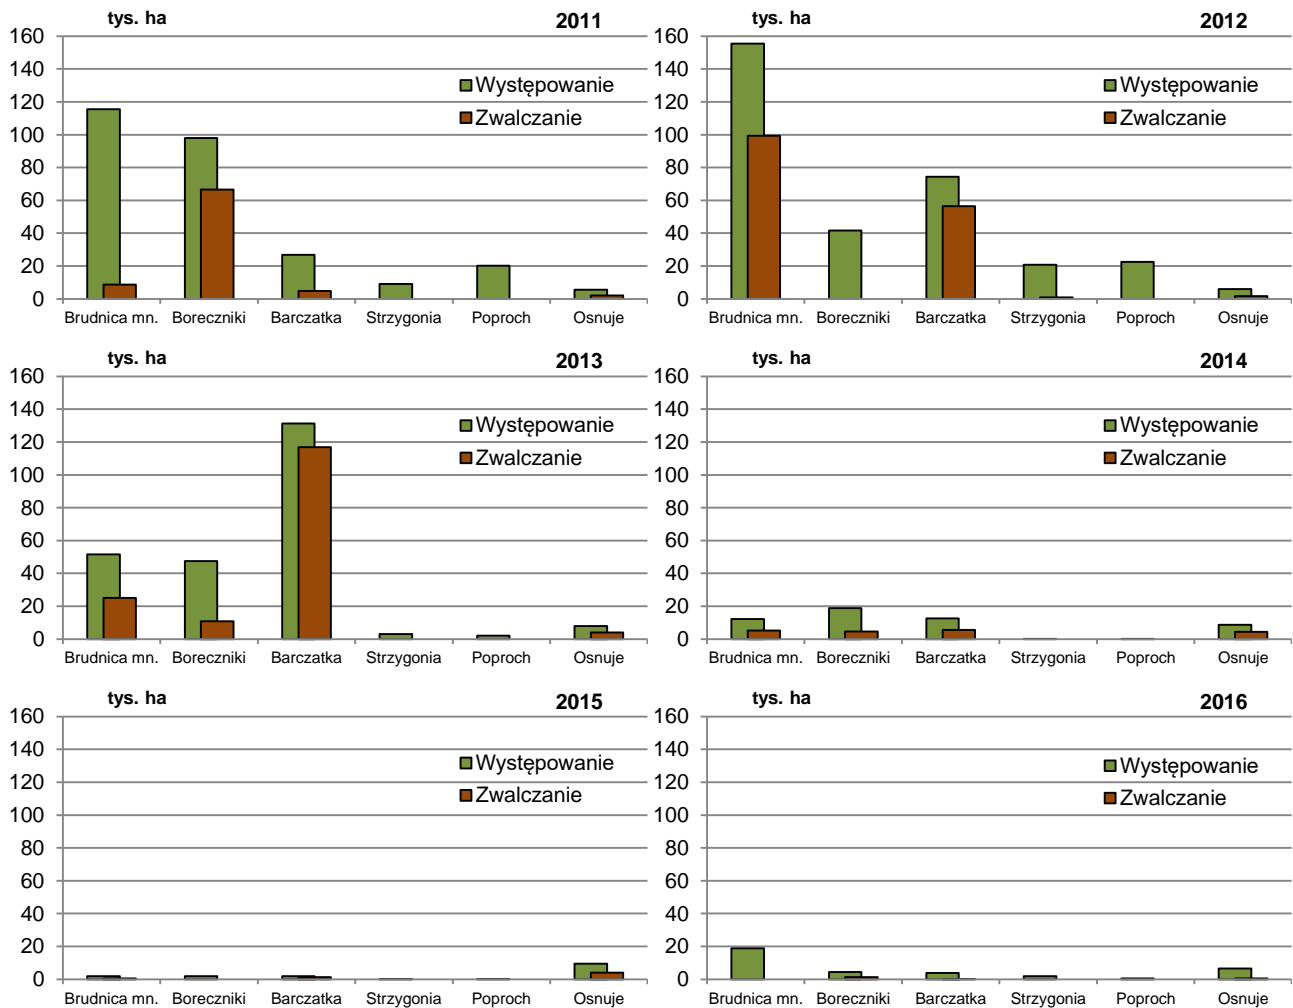 tys. ha 2011
160
140
120
100
80
60
40
20
0
Występowanie
Zwalczanie
Brudnica mn. Boreczniki Barczatka Strzygonia Poproch Osnuje
tys. ha 2012
160
140
120
100
80
60
40
20
0
Występowanie
Zwalczanie
Brudnica mn. Boreczniki Barczatka Strzygonia Poproch Osnuje
tys. ha 2013
160
140
120
100
80
60
40
20
0
Występowanie
Zwalczanie
Brudnica mn. Boreczniki Barczatka Strzygonia Poproch Osnuje
tys. ha 2014
160
140
120
100
80
60
40
20
0
Występowanie
Zwalczanie
Brudnica mn. Boreczniki Barczatka Strzygonia Poproch Osnuje
tys. ha 2015
160
140
120
100
80
60
40
20
0
Występowanie
Zwalczanie
Brudnica mn. Boreczniki Barczatka Strzygonia Poproch Osnuje
tys. ha 2016
160
140
120
100
80
60
40
20
0
Występowanie
Zwalczanie
Brudnica mn. Boreczniki Barczatka Strzygonia Poproch Osnuje